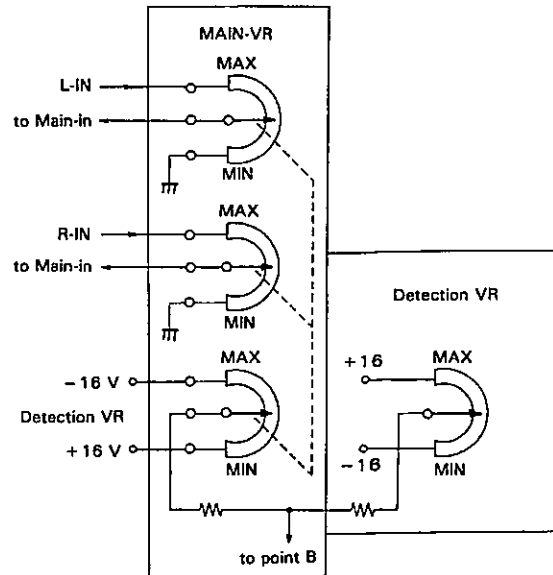 MAIN-VR
MAX
L-IN
to Main-in
MIN
MAX
R-IN
to Main-in
MIN
Detection VR
MAX
−16 V
Detection VR
+16 V
MIN
+16
MAX
−16
MIN
to point B